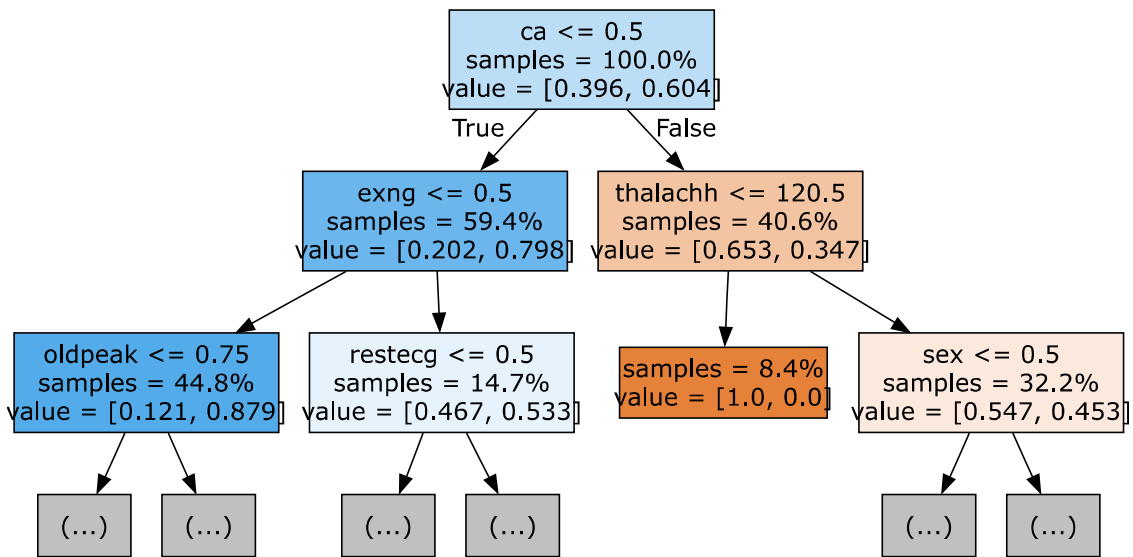 ca <= 0.5
samples = 100.0%
value = [0.396, 0.604]
True
False
exng <= 0.5
samples = 59.4%
value = [0.202, 0.798]
thalachh <= 120.5
samples = 40.6%
value = [0.653, 0.347]
oldpeak <= 0.75
samples = 44.8%
value = [0.121, 0.879]
restecg <= 0.5
samples = 14.7%
value = [0.467, 0.533]
samples = 8.4%
value = [1.0, 0.0]
sex <= 0.5
samples = 32.2%
value = [0.547, 0.453]
(...)
(...)
(...)
(...)
(...)
(...)